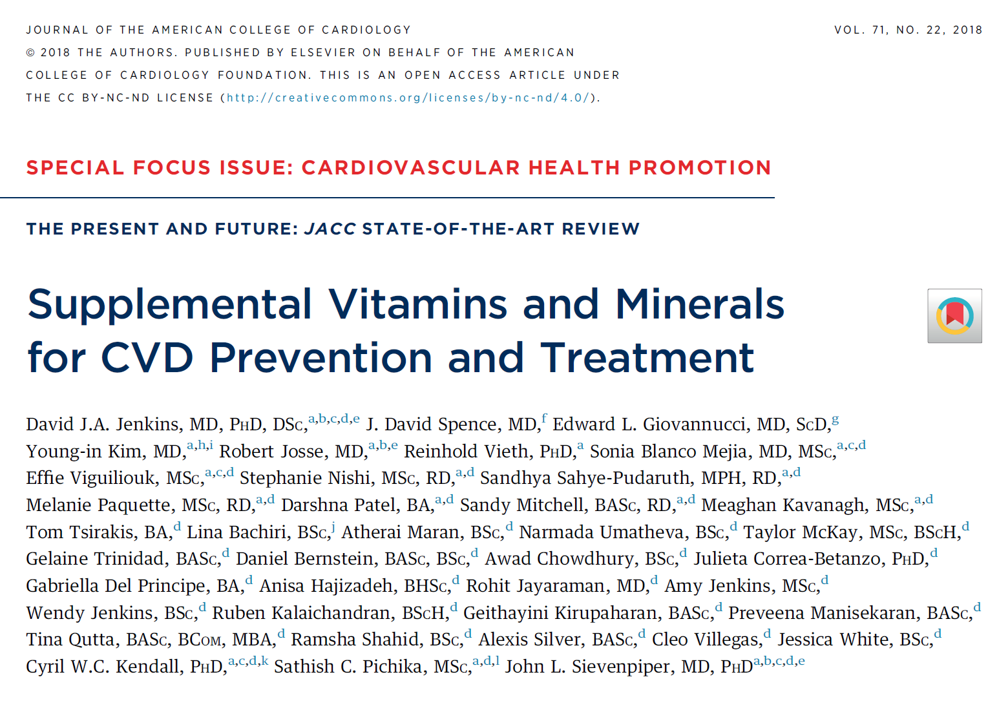 JOURNAL OF THE AMERICAN COLLEGE OF CARDIOLOGY VOL. 71, NO. 22, 2018
© 2018 THE AUTHORS. PUBLISHED BY ELSEVIER ON BEHALF OF THE AMERICAN
COLLEGE OF CARDIOLOGY FOUNDATION. THIS IS AN OPEN ACCESS ARTICLE UNDER
THE CC BY-NC-ND LICENSE (http://creativecommons.org/licenses/by-nc-nd/4.0/).
SPECIAL FOCUS ISSUE: CARDIOVASCULAR HEALTH PROMOTION
THE PRESENT AND FUTURE: JACC STATE-OF-THE-ART REVIEW
Supplemental Vitamins and Minerals
for CVD Prevention and Treatment
David J.A. Jenkins, MD, PhD, DSc,a,b,c,d,e J. David Spence, MD,f Edward L. Giovannucci, MD, ScD,g
Young-in Kim, MD,a,h,i Robert Josse, MD,a,b,e Reinhold Vieth, PhD,a Sonia Blanco Mejia, MD, MSc,a,c,d
Effie Viguiliouk, MSc,a,c,d Stephanie Nishi, MSc, RD,a,d Sandhya Sahye-Pudaruth, MPH, RD,a,d
Melanie Paquette, MSc, RD,a,d Darshna Patel, BA,a,d Sandy Mitchell, BASc, RD,a,d Meaghan Kavanagh, MSc,a,d
Tom Tsirakis, BA,d Lina Bachiri, BSc,j Atherai Maran, BSc,d Narmada Umatheva, BSc,d Taylor McKay, MSc, BScH,d
Gelaine Trinidad, BASc,d Daniel Bernstein, BASc, BSc,d Awad Chowdhury, BSc,d Julieta Correa-Betanzo, PhD,d
Gabriella Del Principe, BA,d Anisa Hajizadeh, BHSc,d Rohit Jayaraman, MD,d Amy Jenkins, MSc,d
Wendy Jenkins, BSc,d Ruben Kalaichandran, BScH,d Geithayini Kirupaharan, BASc,d Preveena Manisekaran, BASc,d
Tina Qutta, BASc, BCom, MBA,d Ramsha Shahid, BSc,d Alexis Silver, BASc,d Cleo Villegas,d Jessica White, BSc,d
Cyril W.C. Kendall, PhD,a,c,d,k Sathish C. Pichika, MSc,a,d,l John L. Sievenpiper, MD, PhDa,b,c,d,e